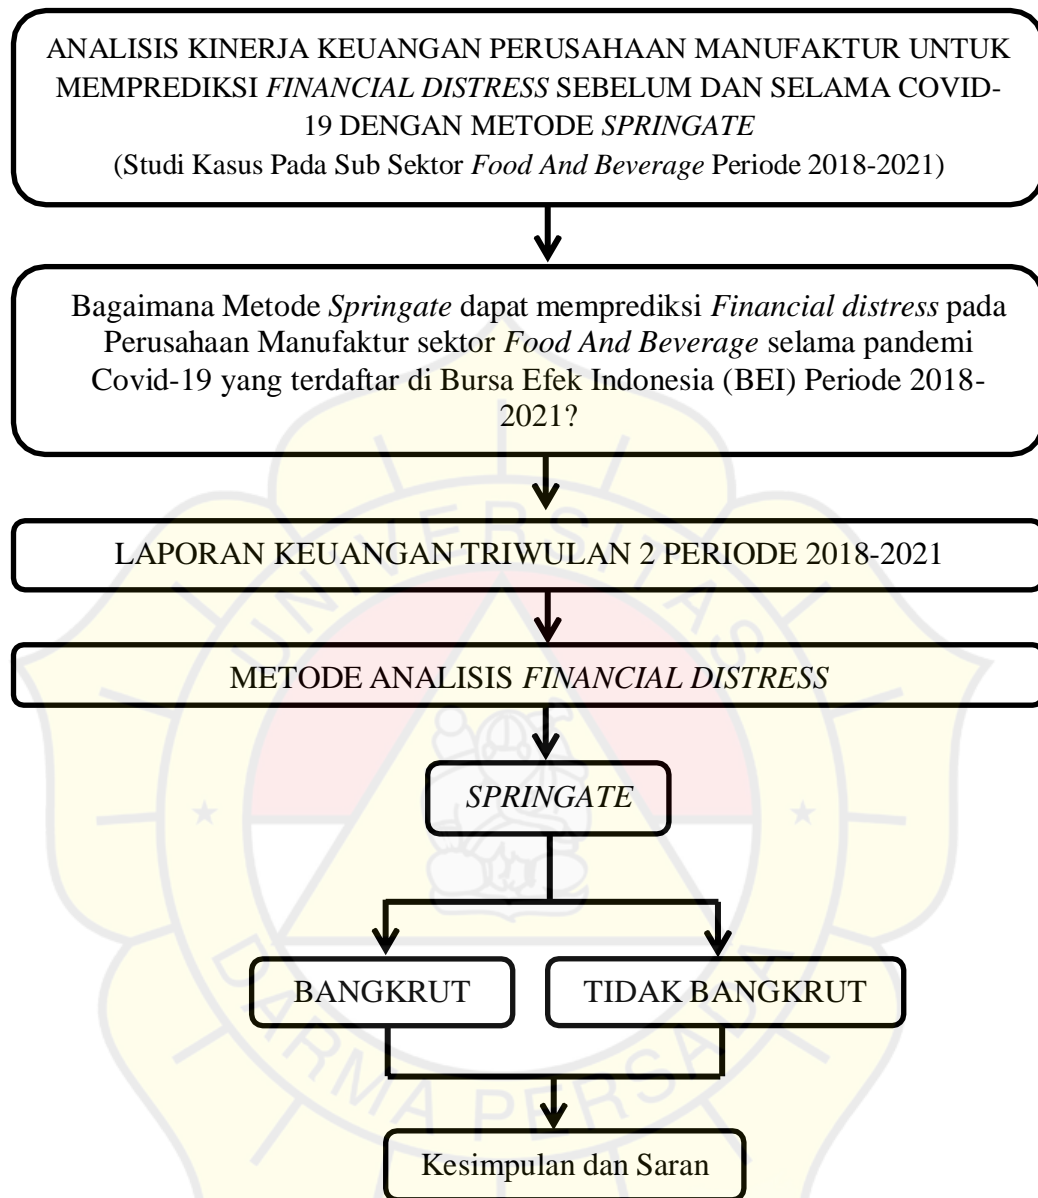 ANALISIS KINERJA KEUANGAN PERUSAHAAN MANUFAKTUR UNTUK
MEMPREDIKSI FINANCIAL DISTRESS SEBELUM DAN SELAMA COVID-
19 DENGAN METODE SPRINGATE
(Studi Kasus Pada Sub Sektor Food And Beverage Periode 2018-2021)
Bagaimana Metode Springate dapat memprediksi Financial distress pada
Perusahaan Manufaktur sektor Food And Beverage selama pandemi
Covid-19 yang terdaftar di Bursa Efek Indonesia (BEI) Periode 2018-
2021?
LAPORAN KEUANGAN TRIWULAN 2 PERIODE 2018-2021
METODE ANALISIS FINANCIAL DISTRESS
SPRINGATE
BANGKRUT
TIDAK BANGKRUT
Kesimpulan dan Saran
UNIVERSITAS
DARMA PERSADA